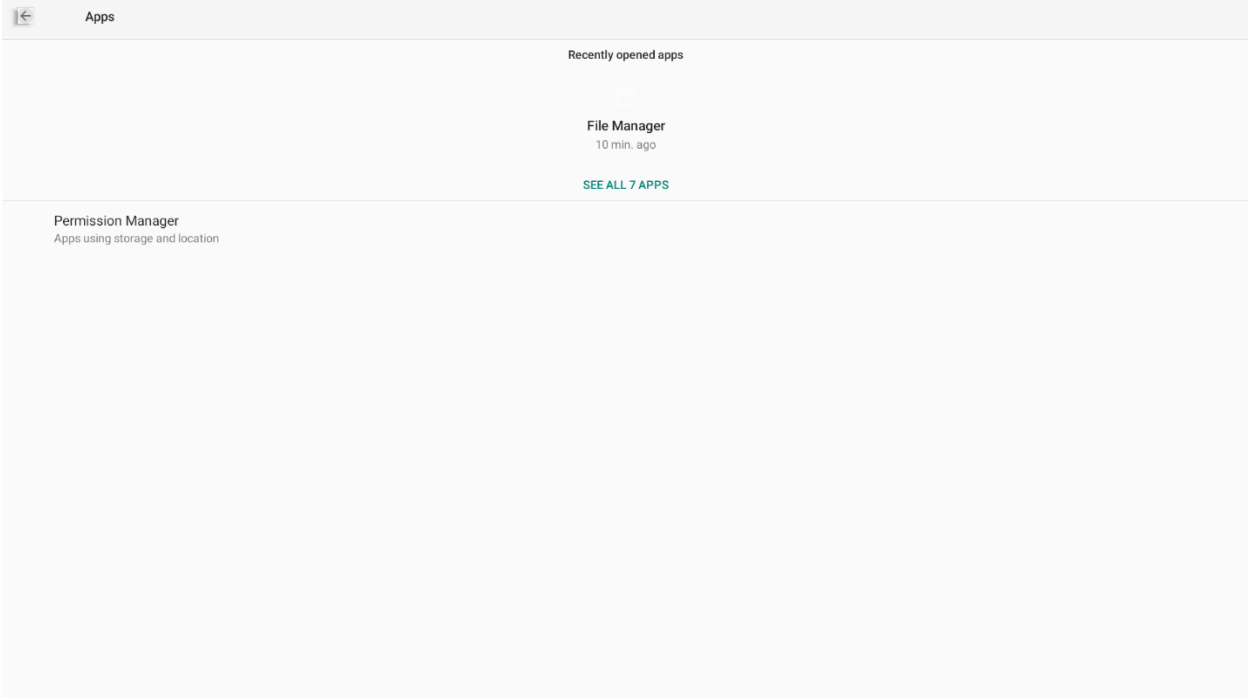 Apps
Recently opened apps
File Manager
10 min. ago
SEE ALL 7 APPS
Permission Manager
Apps using storage and location